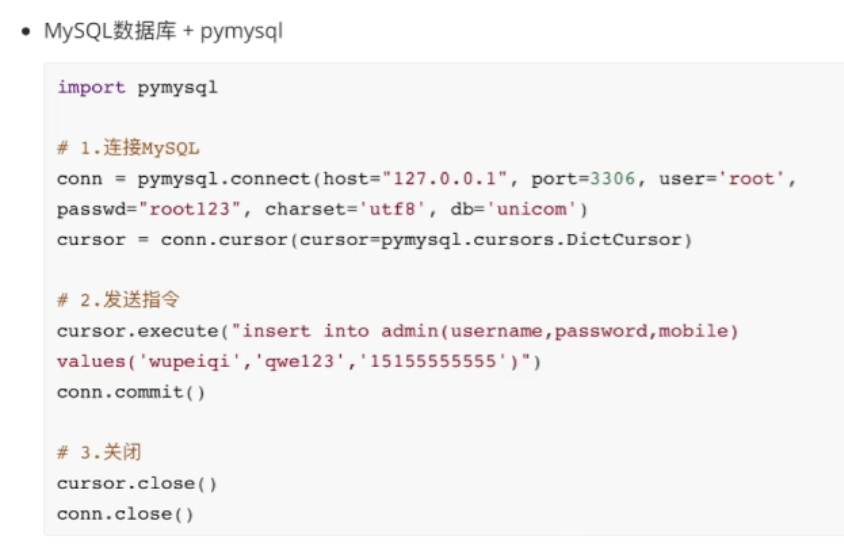 MySQL数据库 + pymysql
import pymysql
# 1.连接MySQL
conn = pymysql.connect(host="127.0.0.1", port=3306, user='root',
passwd="root123", charset='utf8', db='unicom')
cursor = conn.cursor(cursor=pymysql.cursors.DictCursor)
# 2.发送指令
cursor.execute("insert into admin(username,password,mobile)
values('wupeiqi','qwe123','15155555555')")
conn.commit()
# 3.关闭
cursor.close()
conn.close()